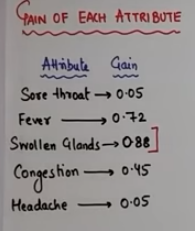 GAIN OF EACH ATTRIBUTE
Attribute Gain
Sore throat → 0.05
Fever → 0.72
Swollen Glands → 0.88
Congestion → 0.45
Headache → 0.05